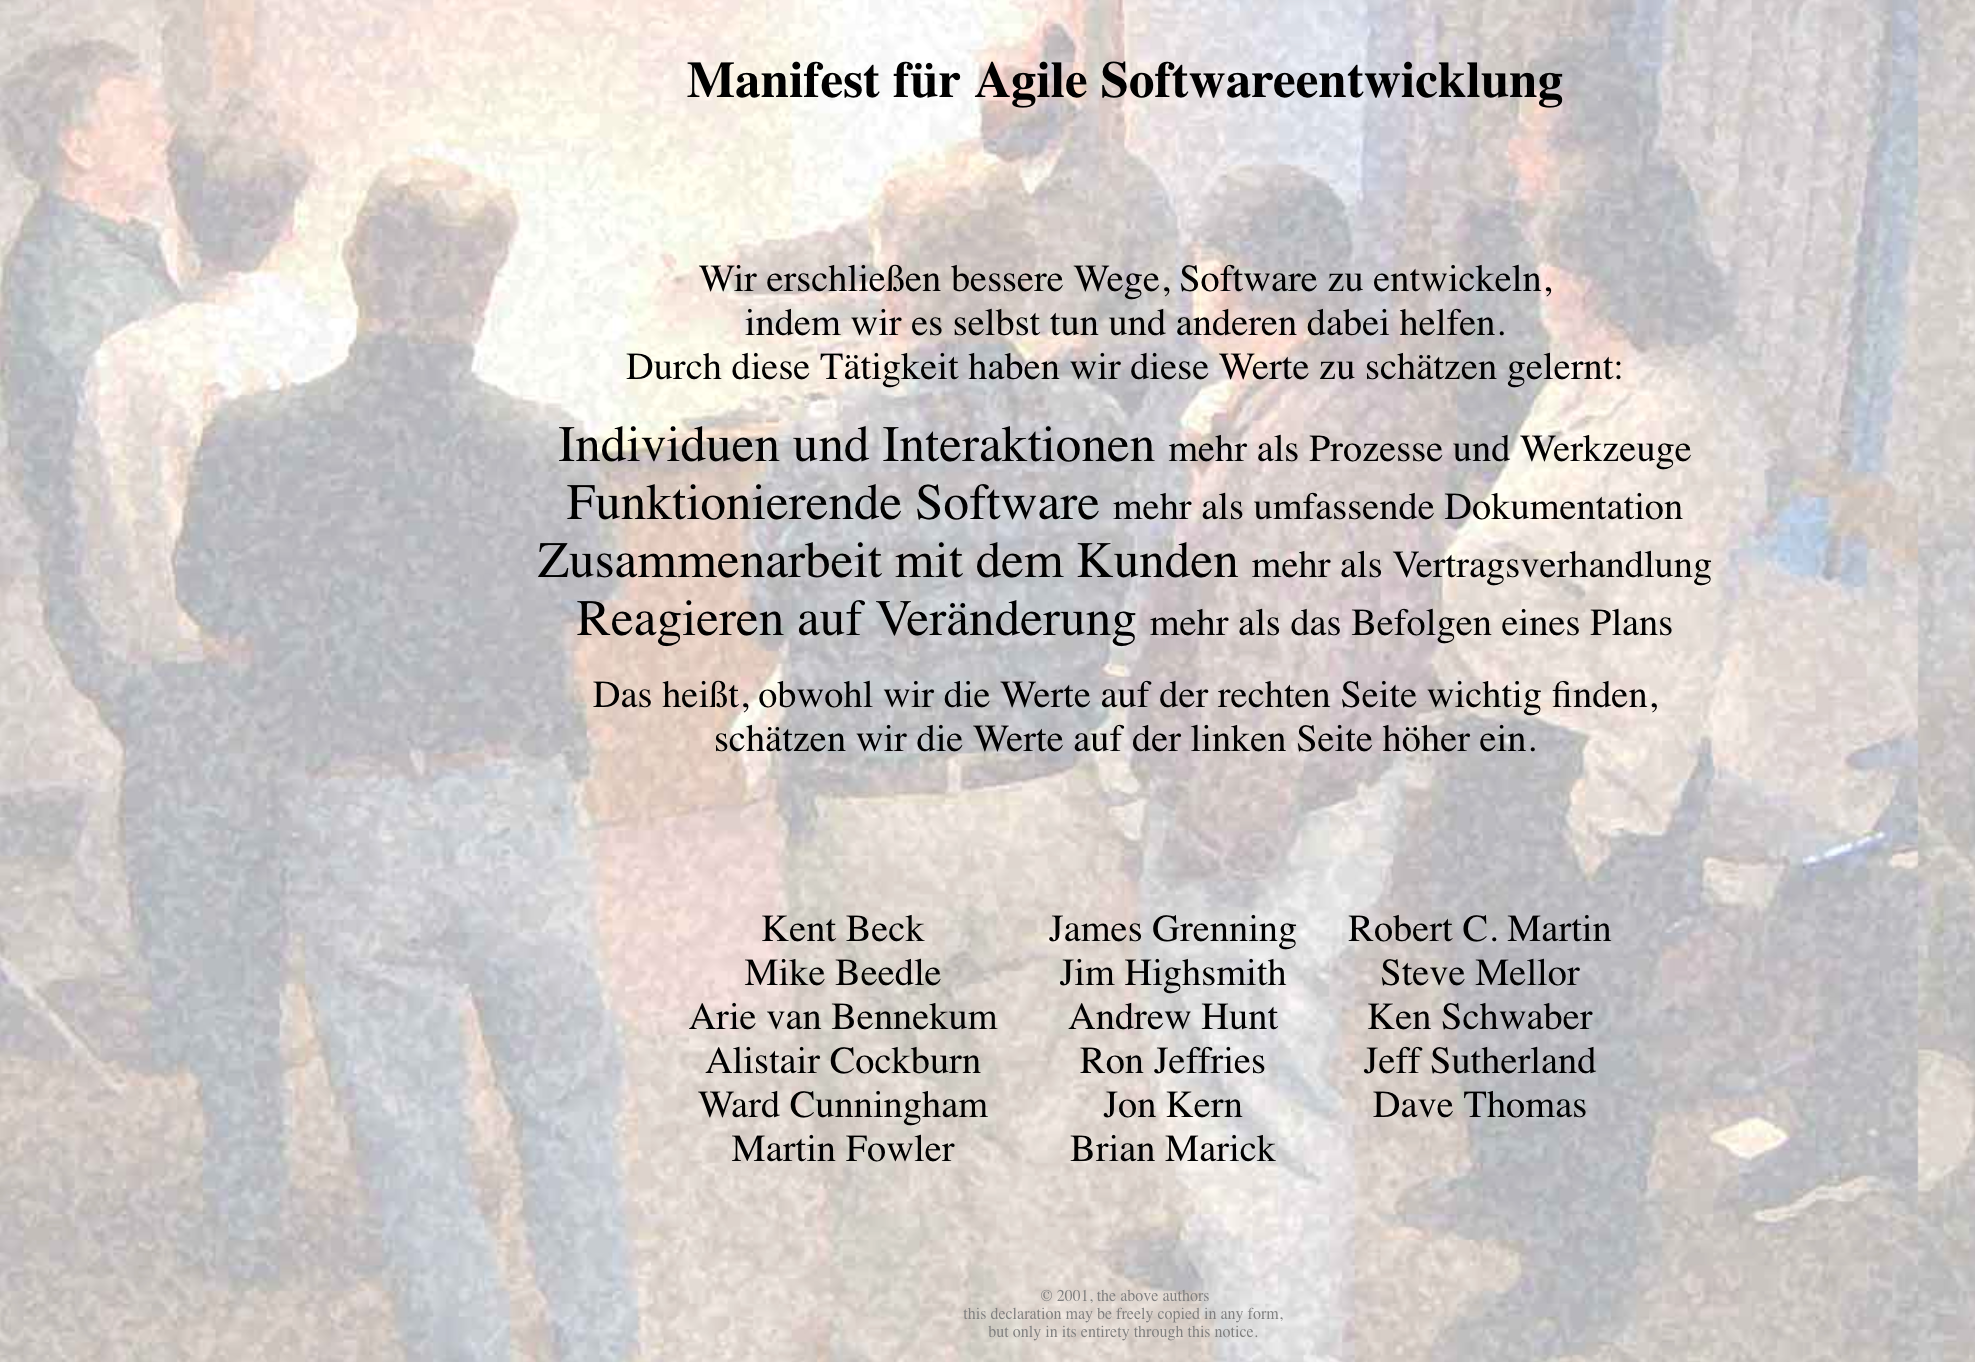 Manifest für Agile Softwareentwicklung
Wir erschließen bessere Wege, Software zu entwickeln,
indem wir es selbst tun und anderen dabei helfen.
Durch diese Tätigkeit haben wir diese Werte zu schätzen gelernt:
Individuen und Interaktionen mehr als Prozesse und Werkzeuge
Funktionierende Software mehr als umfassende Dokumentation
Zusammenarbeit mit dem Kunden mehr als Vertragsverhandlung
Reagieren auf Veränderung mehr als das Befolgen eines Plans
Das heißt, obwohl wir die Werte auf der rechten Seite wichtig finden,
schätzen wir die Werte auf der linken Seite höher ein.
Kent Beck
Mike Beedle
Arie van Bennekum
Alistair Cockburn
Ward Cunningham
Martin Fowler
James Grenning
Jim Highsmith
Andrew Hunt
Ron Jeffries
Jon Kern
Brian Marick
Robert C. Martin
Steve Mellor
Ken Schwaber
Jeff Sutherland
Dave Thomas
© 2001, the above authors
this declaration may be freely copied in any form,
but only in its entirety through this notice.